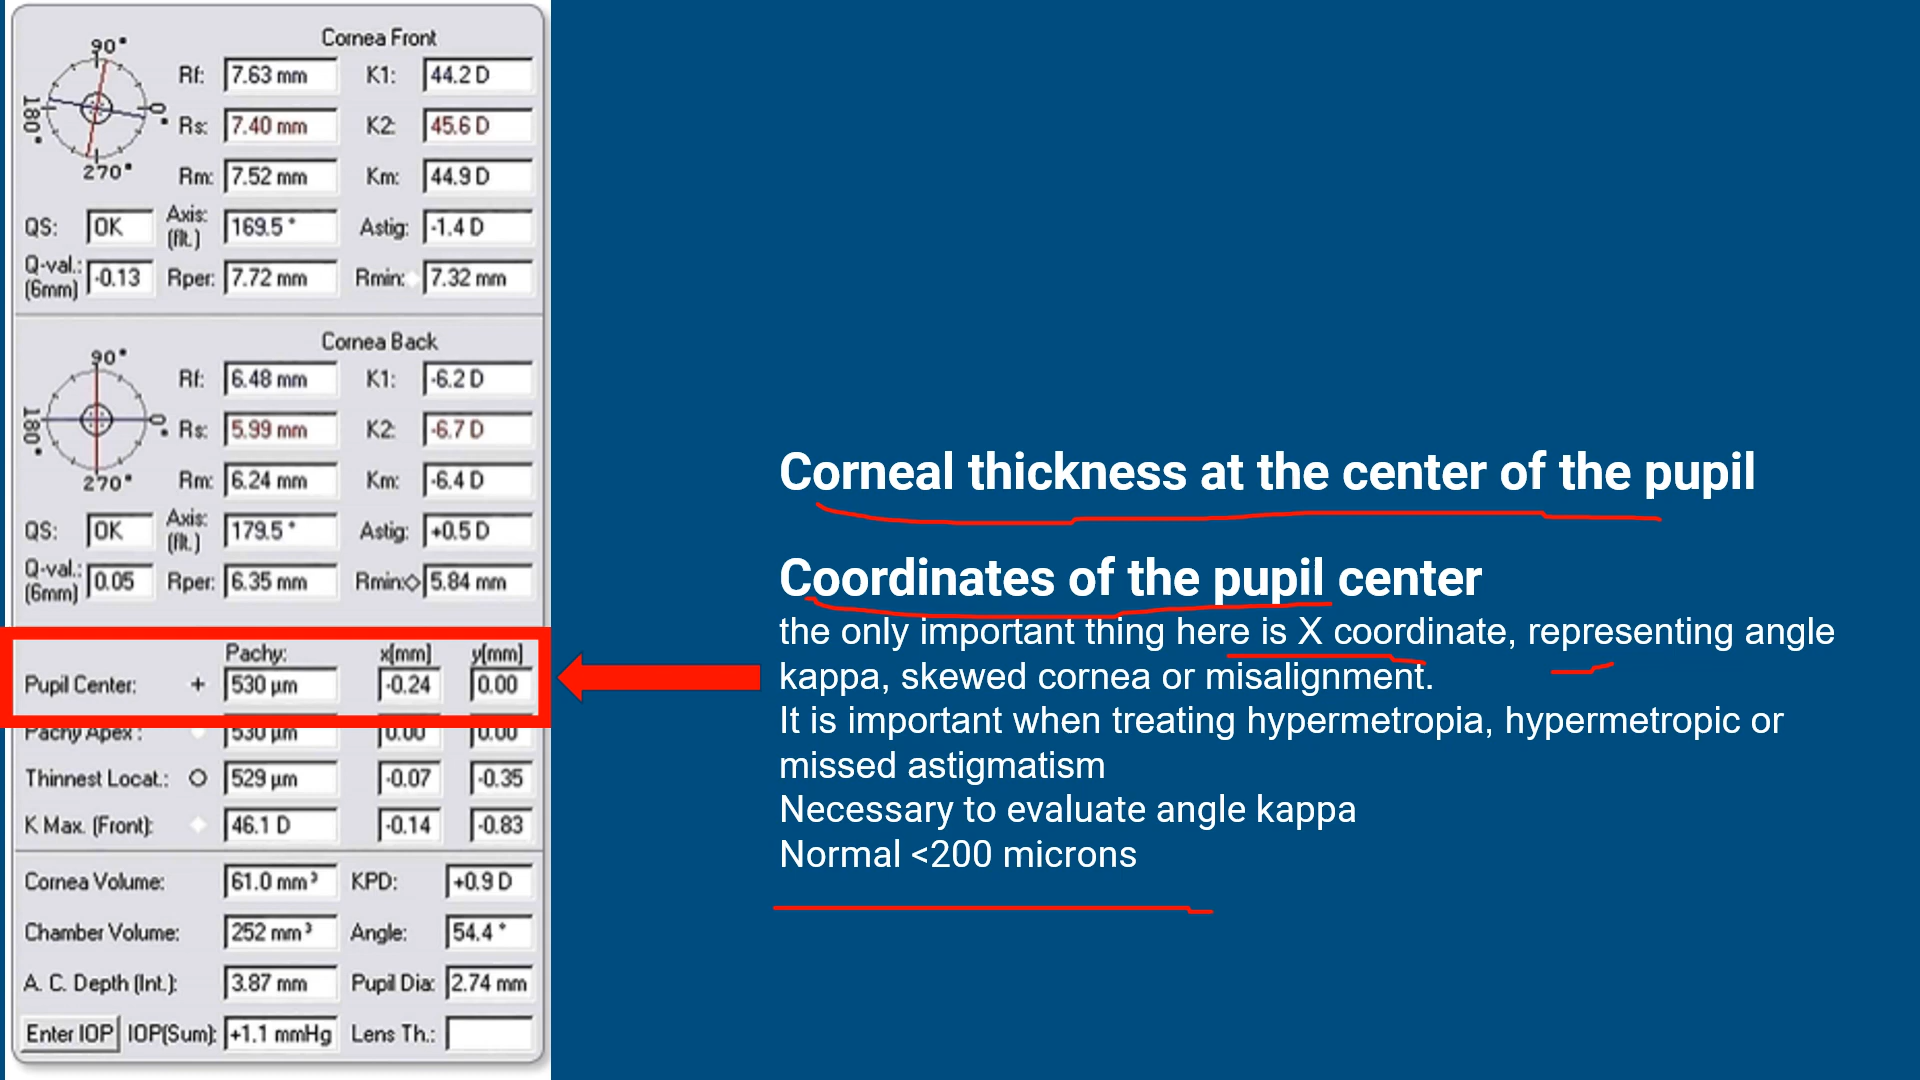 Cornea Front
90°
180°
0°
270°
Rf: 7.63 mm K1: 44.2 D
Rs: 7.40 mm K2: 45.6 D
Rm: 7.52 mm Km: 44.9 D
QS: OK Axis: (flt.) 169.5 ° Astig: -1.4 D
Q-val.: (6mm) -0.13 Rper: 7.72 mm Rmin: 7.32 mm
Cornea Back
90°
180°
0°
270°
Rf: 6.48 mm K1: -6.2 D
Rs: 5.99 mm K2: -6.7 D
Rm: 6.24 mm Km: -6.4 D
QS: OK Axis: (flt.) 179.5 ° Astig: +0.5 D
Q-val.: (6mm) 0.05 Rper: 6.35 mm Rmin: 5.84 mm
Pachy: x[mm] y[mm]
Pupil Center: + 530 µm -0.24 0.00
Pachy Apex : 530 µm 0.00 0.00
Thinnest Locat.: 529 µm -0.07 -0.35
K Max. (Front): 46.1 D -0.14 -0.83
Cornea Volume: 61.0 mm³ KPD: +0.9 D
Chamber Volume: 252 mm³ Angle: 54.4 °
A. C. Depth (Int.): 3.87 mm Pupil Dia: 2.74 mm
Enter IOP IOP(Sum): +1.1 mmHg Lens Th.:
Corneal thickness at the center of the pupil
Coordinates of the pupil center
the only important thing here is X coordinate, representing angle
kappa, skewed cornea or misalignment.
It is important when treating hypermetropia, hypermetropic or
missed astigmatism
Necessary to evaluate angle kappa
Normal <200 microns